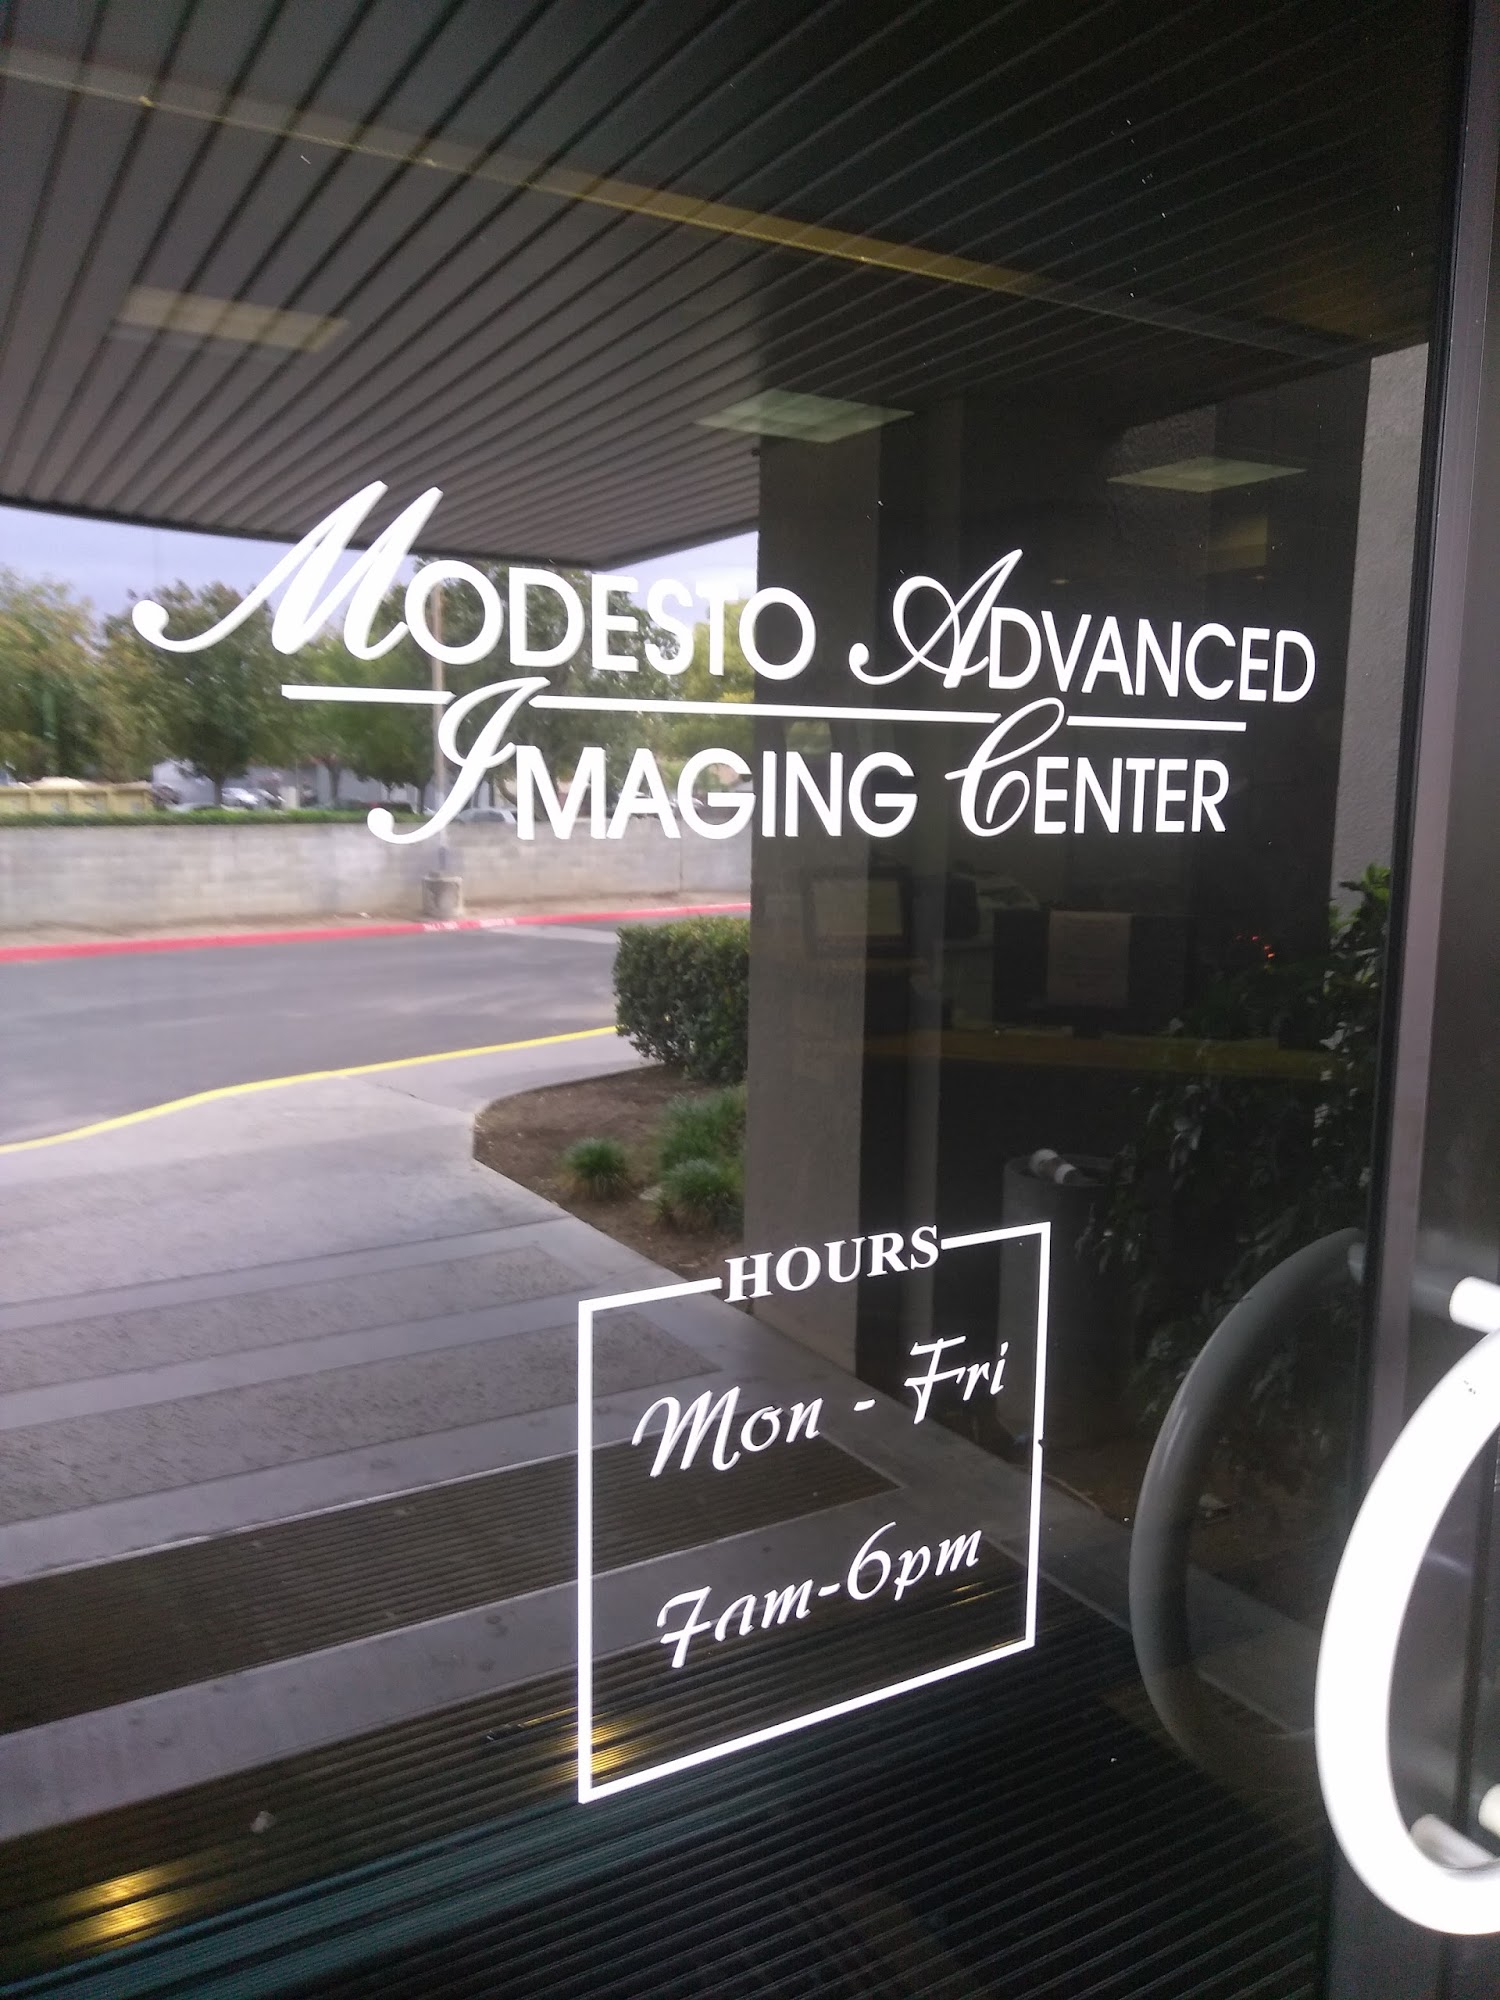 MODESTO ADVANCED
IMAGING CENTER
HOURS
Mon - Fri
7am-6pm